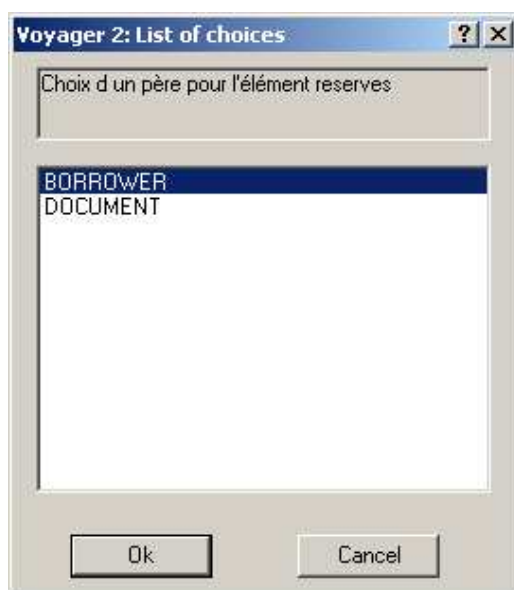 Voyager 2: List of choices
Choix d un père pour l'élément reserves
BORROWER
DOCUMENT
Ok
Cancel